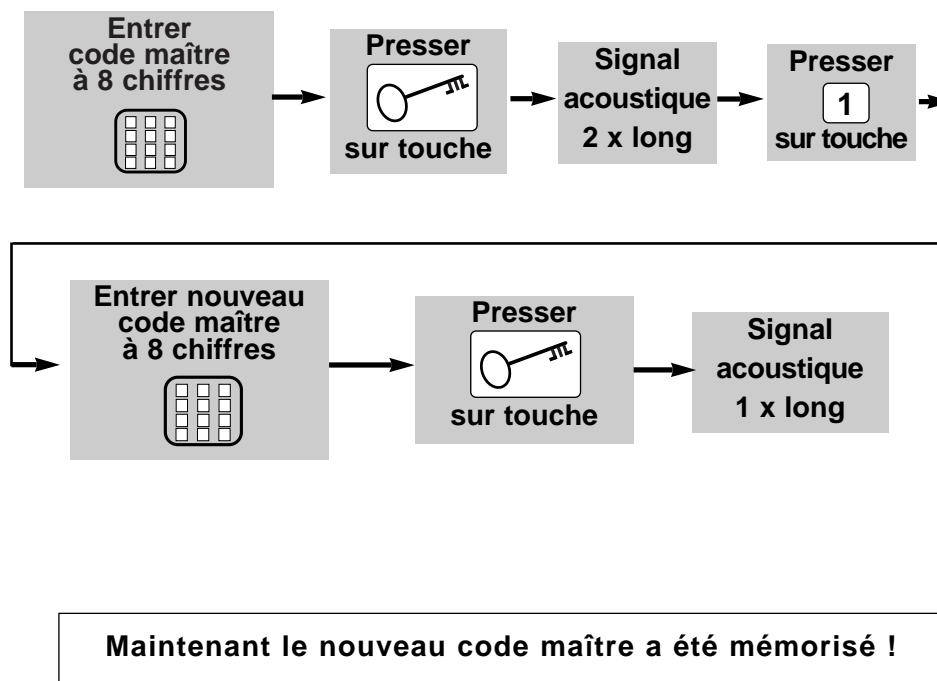 Entrer
code maître
à 8 chiffres
Presser
sur touche
Signal
acoustique
2 x long
Presser
1
sur touche
Entrer nouveau
code maître
à 8 chiffres
Presser
sur touche
Signal
acoustique
1 x long
Maintenant le nouveau code maître a été mémorisé !